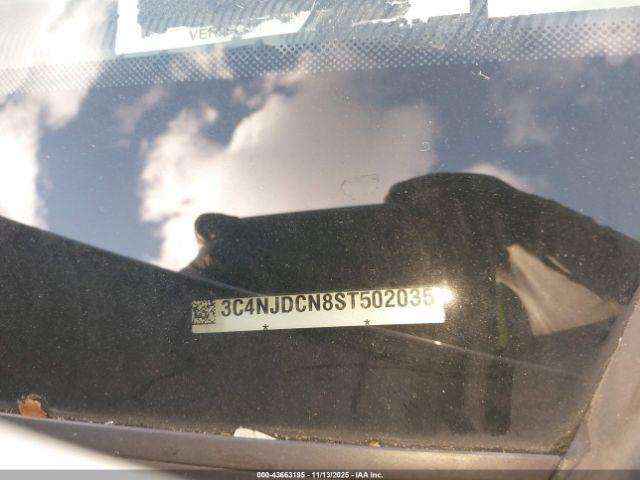 3C4NJDCN8ST502035
* *
000-43663195 - 11/13/2025 - IAA Inc.